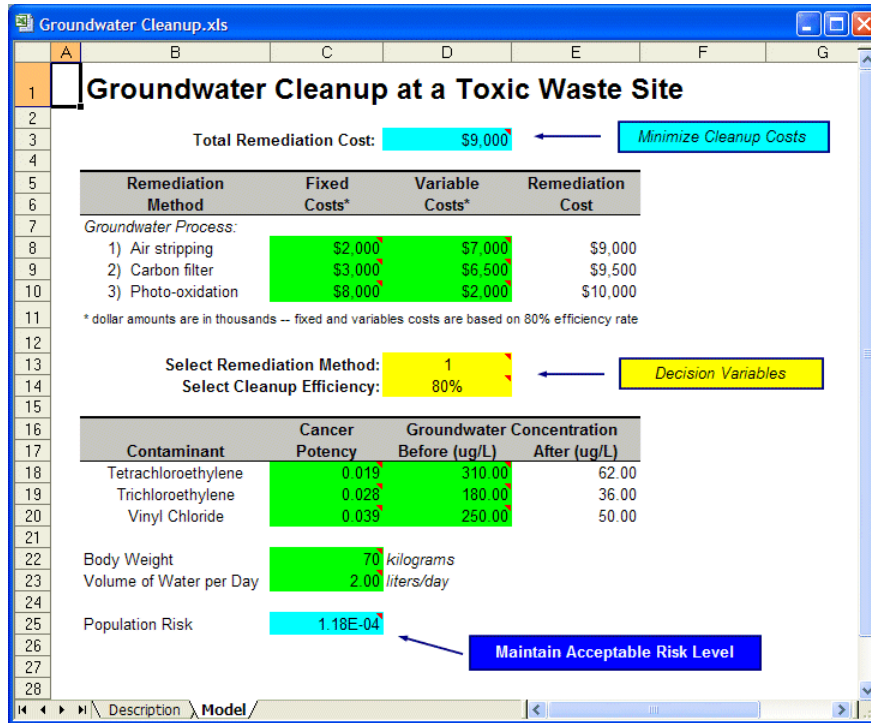 Groundwater Cleanup.xls
A B C D E F G
1 Groundwater Cleanup at a Toxic Waste Site
2
3 Total Remediation Cost: $9,000 Minimize Cleanup Costs
4
5 Remediation Fixed Variable Remediation
6 Method Costs* Costs* Cost
7 Groundwater Process:
8 1) Air stripping $2,000 $7,000 $9,000
9 2) Carbon filter $3,000 $6,500 $9,500
10 3) Photo-oxidation $8,000 $2,000 $10,000
11 * dollar amounts are in thousands -- fixed and variables costs are based on 80% efficiency rate
12
13 Select Remediation Method: 1 Decision Variables
14 Select Cleanup Efficiency: 80%
15
16 Cancer Groundwater Concentration
17 Contaminant Potency Before (ug/L) After (ug/L)
18 Tetrachloroethylene 0.019 310.00 62.00
19 Trichloroethylene 0.028 180.00 36.00
20 Vinyl Chloride 0.039 250.00 50.00
21
22 Body Weight 70 kilograms
23 Volume of Water per Day 2.00 liters/day
24
25 Population Risk 1.18E-04
26 Maintain Acceptable Risk Level
27
28
Description Model